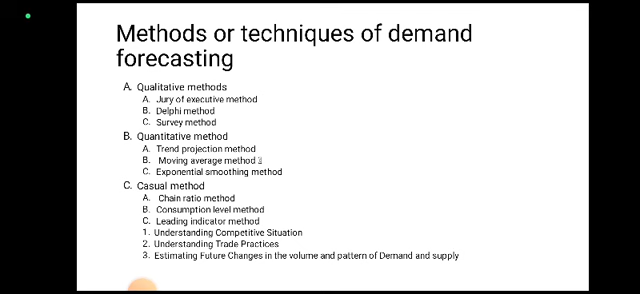 Methods or techniques of demand
forecasting
A. Qualitative methods
A. Jury of executive method
B. Delphi method
C. Survey method
B. Quantitative method
A. Trend projection method
B. Moving average method
C. Exponential smoothing method
C. Casual method
A. Chain ratio method
B. Consumption level method
C. Leading indicator method
1. Understanding Competitive Situation
2. Understanding Trade Practices
3. Estimating Future Changes in the volume and pattern of Demand and supply